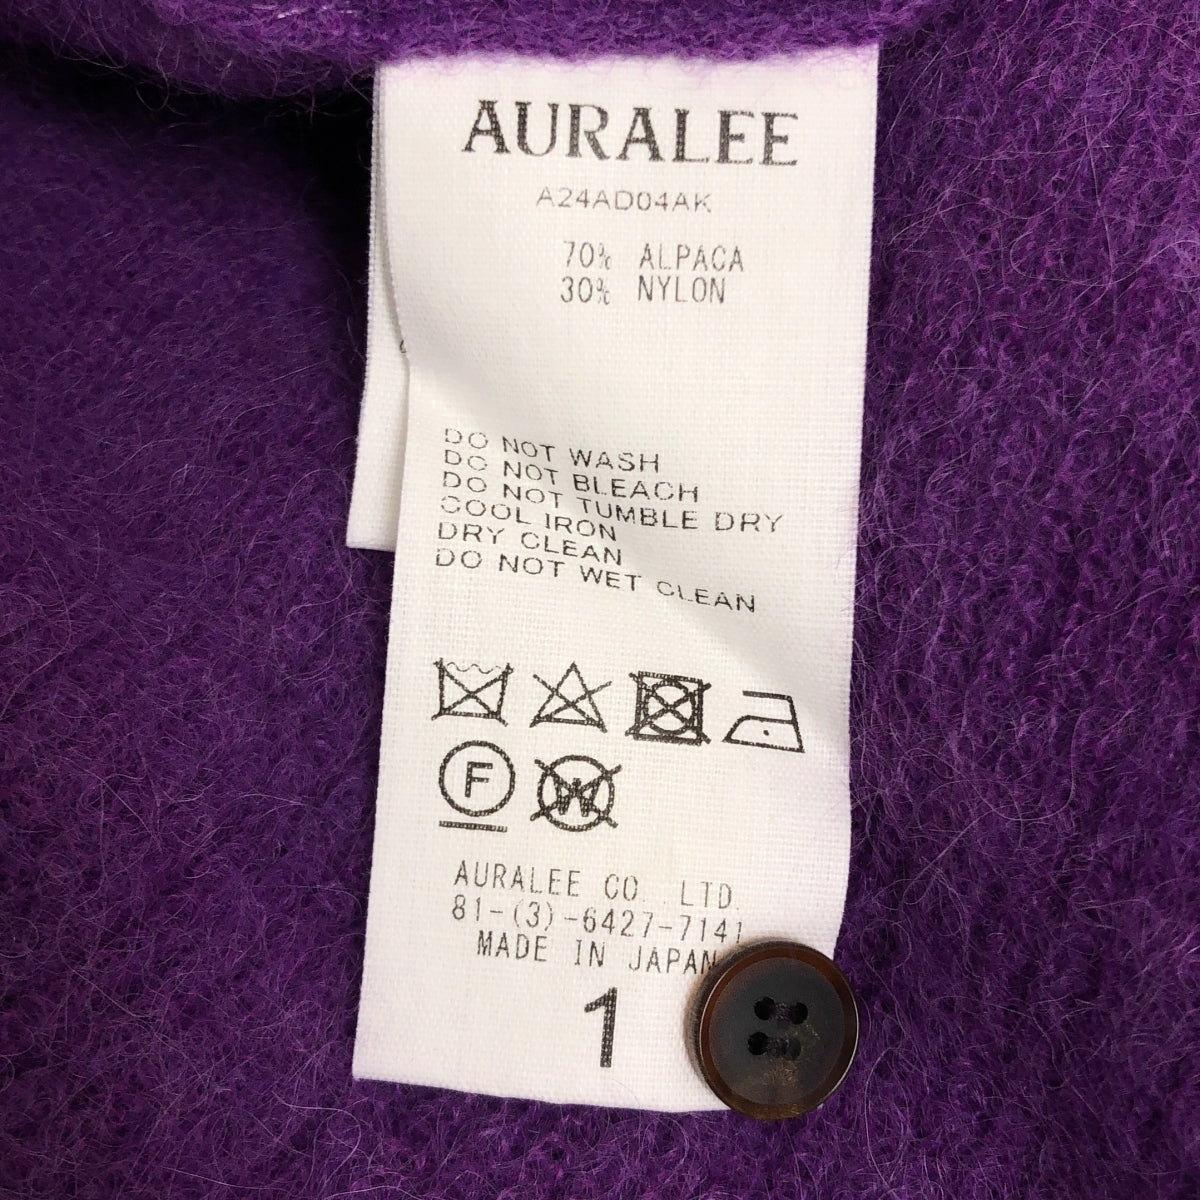 AURALEE
A24AD04AK
70% ALPACA
30% NYLON
DO NOT WASH
DO NOT BLEACH
DO NOT TUMBLE DRY
COOL IRON
DRY CLEAN
DO NOT WET CLEAN
F W
AURALEE CO. LTD.
81-(3)-6427-7141
MADE IN JAPAN
1